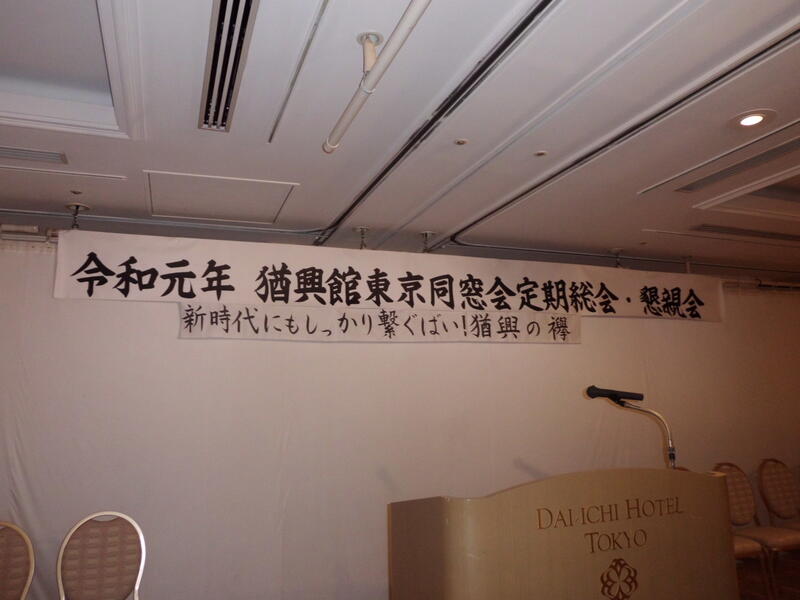 令和元年 猶興館東京同窓会定期総会・懇親会
新時代にもしっかり繋ぐばい!猶興の襷
DAI-ICHI HOTEL
TOKYO